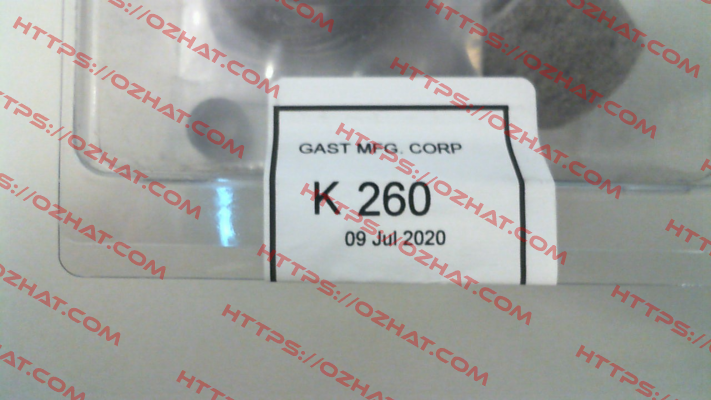 GAST MFG. CORP
K 260
09 Jul 2020
HTTPS://OZHAT.COM